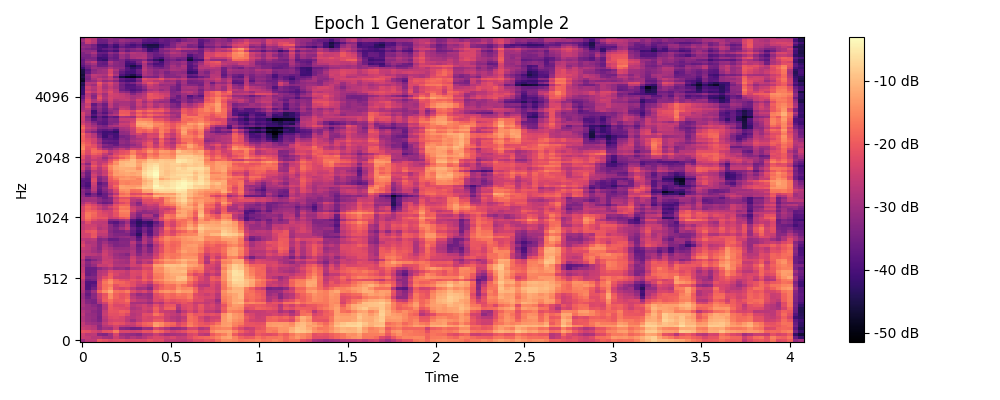 Epoch 1 Generator 1 Sample 2
Hz
4096
2048
1024
512
0
0 0.5 1 1.5 2 2.5 3 3.5 4
Time
-10 dB
-20 dB
-30 dB
-40 dB
-50 dB